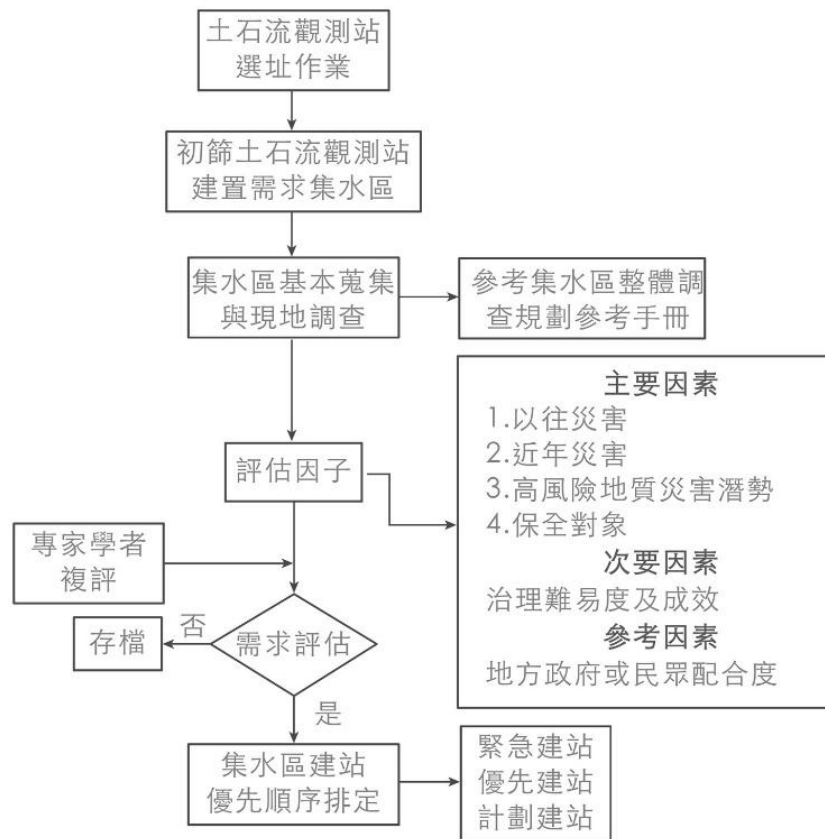 土石流觀測站
選址作業
初篩土石流觀測站
建置需求集水區
集水區基本蒐集
與現地調查
參考集水區整體調
查規劃參考手冊
評估因子
主要因素
1.以往災害
2.近年災害
3.高風險地質災害潛勢
4.保全對象
次要因素
治理難易度及成效
參考因素
地方政府或民眾配合度
專家學者
複評
需求評估
否
存檔
是
集水區建站
優先順序排定
緊急建站
優先建站
計劃建站